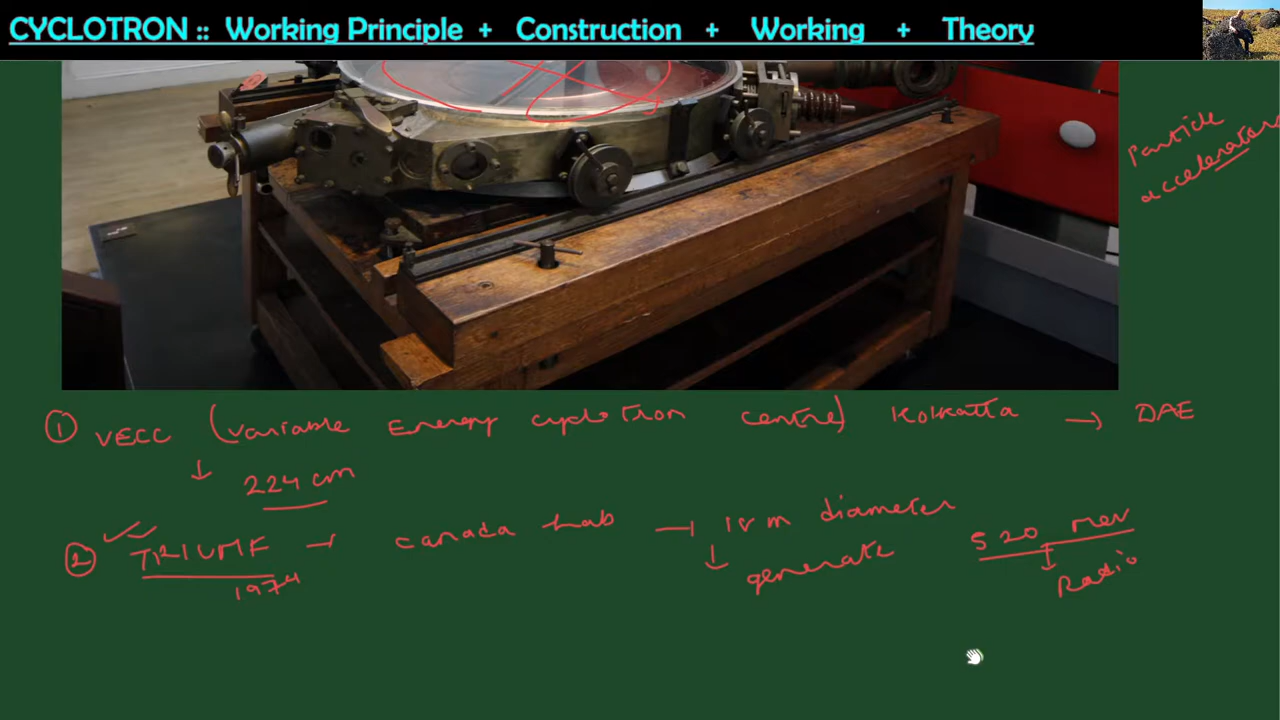 CYCLOTRON :: Working Principle + Construction + Working + Theory
Particle
accelerators
① VECC (variable Energy cyclotron centre) Kolkatta → DAE
↓ 224 cm
② TRIUMF → canada Lab → 18 m diameter
1974
↓ generate 520 mev
↓ Radio